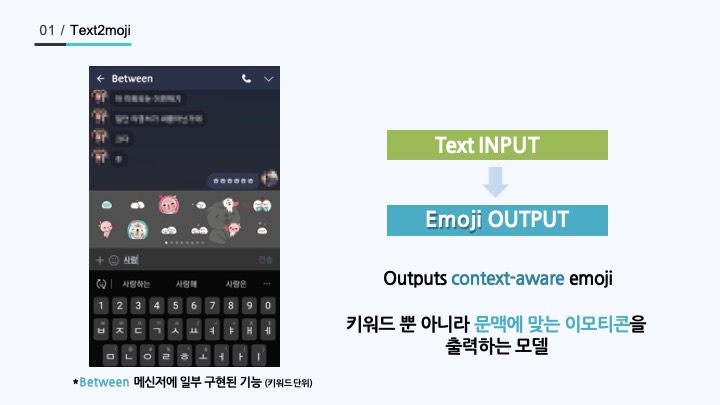 01 / Text2moji
← Between
사랑
전송
사랑하는 사랑해 사랑은 ...
1 2 3 4 5 6 7 8 9 0
ㅂ ㅈ ㄷ ㄱ ㅅ ㅛ ㅕ ㅑ ㅐ ㅔ
ㅁ ㄴ ㅇ ㄹ ㅎ ㅗ ㅓ ㅏ ㅣ
*Between 메신저에 일부 구현된 기능 (키워드 단위)
Text INPUT
Emoji OUTPUT
Outputs context-aware emoji
키워드 뿐 아니라 문맥에 맞는 이모티콘을
출력하는 모델